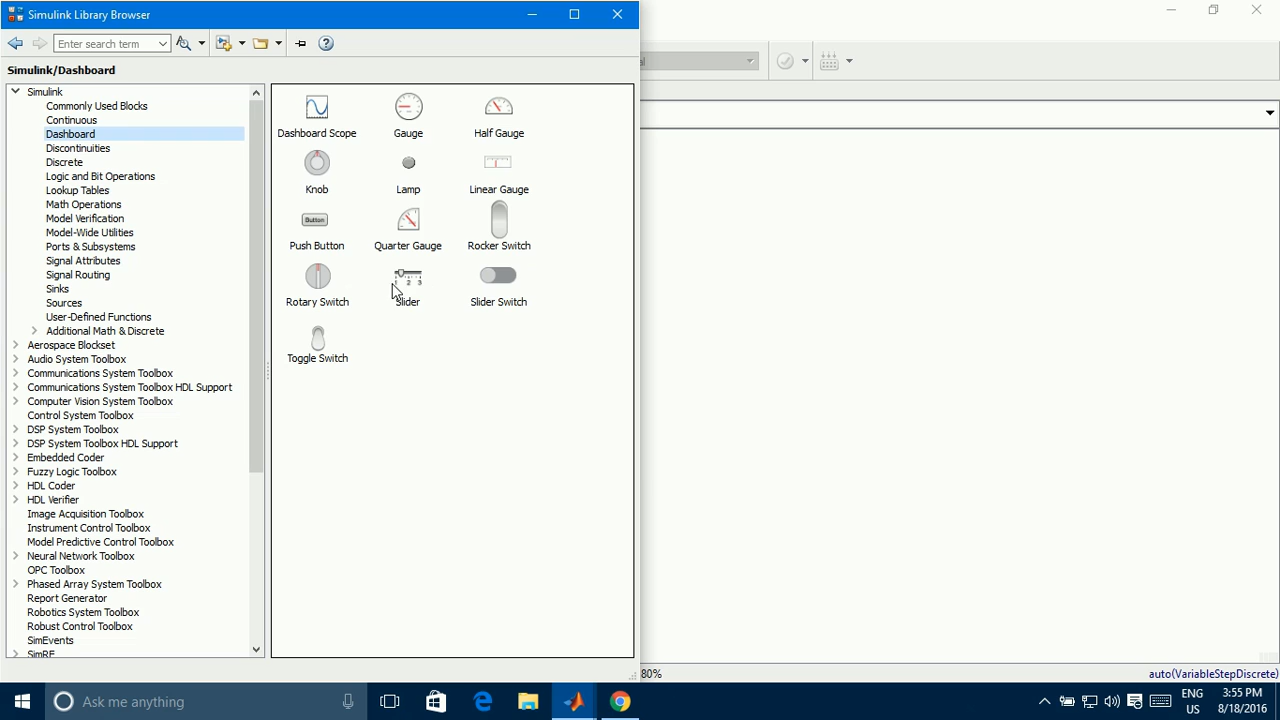 Simulink Library Browser
Enter search term
Simulink/Dashboard
Simulink
Commonly Used Blocks
Continuous
Dashboard
Discontinuities
Discrete
Logic and Bit Operations
Lookup Tables
Math Operations
Model Verification
Model-Wide Utilities
Ports & Subsystems
Signal Attributes
Signal Routing
Sinks
Sources
User-Defined Functions
Additional Math & Discrete
Aerospace Blockset
Audio System Toolbox
Communications System Toolbox
Communications System Toolbox HDL Support
Computer Vision System Toolbox
Control System Toolbox
DSP System Toolbox
DSP System Toolbox HDL Support
Embedded Coder
Fuzzy Logic Toolbox
HDL Coder
HDL Verifier
Image Acquisition Toolbox
Instrument Control Toolbox
Model Predictive Control Toolbox
Neural Network Toolbox
OPC Toolbox
Phased Array System Toolbox
Report Generator
Robotics System Toolbox
Robust Control Toolbox
SimEvents
SimRF
Dashboard Scope Gauge Half Gauge
Knob Lamp Linear Gauge
Button
Push Button Quarter Gauge Rocker Switch
1 2 3
Rotary Switch Slider Slider Switch
Toggle Switch
80% auto(VariableStepDiscrete)
Ask me anything
ENG 3:55 PM
US 8/18/2016